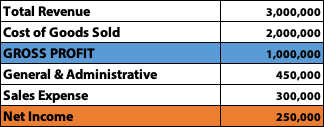 Total Revenue 3,000,000
Cost of Goods Sold 2,000,000
GROSS PROFIT 1,000,000
General & Administrative 450,000
Sales Expense 300,000
Net Income 250,000